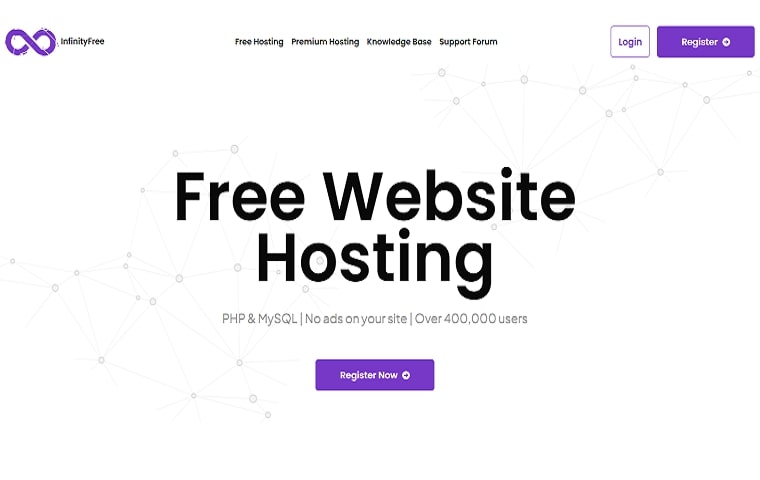 InfinityFree
Free Hosting Premium Hosting Knowledge Base Support Forum
Login
Register
Free Website
Hosting
PHP & MySQL | No ads on your site | Over 400,000 users
Register Now